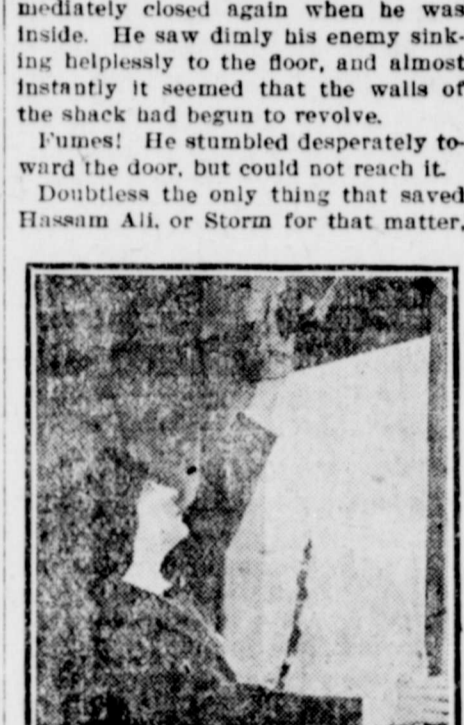 mediately closed again when he was
inside. He saw dimly his enemy sink-
ing helplessly to the floor, and almost
instantly it seemed that the walls of
the shack had begun to revolve.
Fumes! He stumbled desperately to-
ward the door, but could not reach it.
Doubtless the only thing that saved
Hassam Ali, or Storm for that matter,